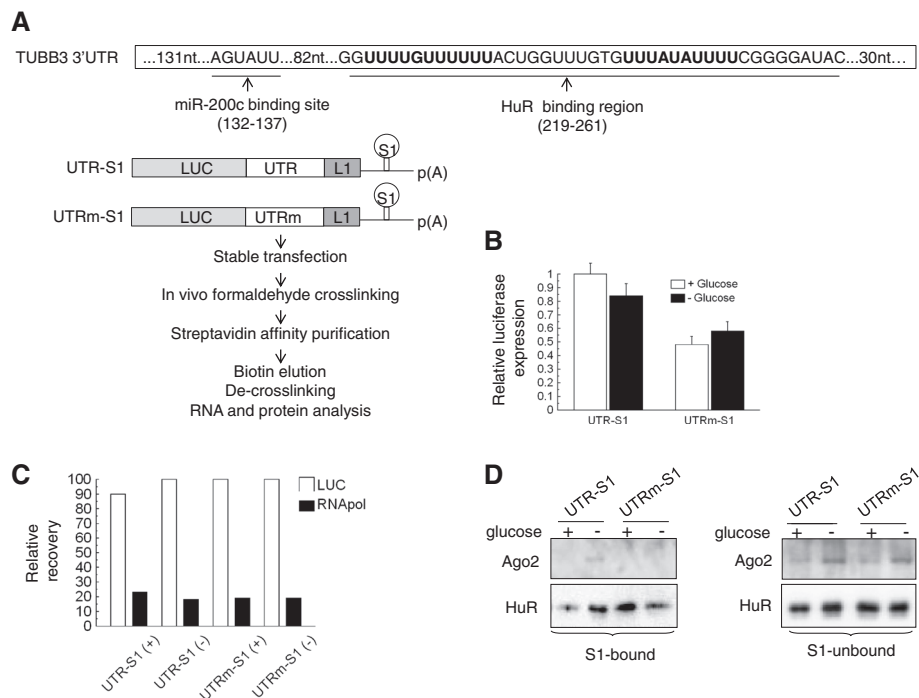 A
TUBB3 3'UTR ...131nt...AGUAUU...82nt... GGUUUUGUUUUUUACUGGUUUGUGUUUAUAUUUUCGGGGAUAC...30nt...
miR-200c binding site
(132-137)
HuR binding region
(219-261)
UTR-S1 LUC UTR L1 S1 p(A)
UTRm-S1 LUC UTRm L1 S1 p(A)
Stable transfection
In vivo formaldehyde crosslinking
Streptavidin affinity purification
Biotin elution
De-crosslinking
RNA and protein analysis
B
Relative luciferase
expression
1
0.9
0.8
0.7
0.6
0.5
0.4
0.3
0.2
0.1
0
+ Glucose
- Glucose
UTR-S1 UTRm-S1
C
Relative
recovery
100
90
80
70
60
50
40
30
20
10
0
LUC
RNApol
UTR-S1 (+) UTR-S1 (-) UTRm-S1 (+) UTRm-S1 (-)
D
UTR-S1 UTRm-S1 UTR-S1 UTRm-S1
glucose + - + - glucose + - + -
Ago2 Ago2
HuR HuR
S1-bound S1-unbound